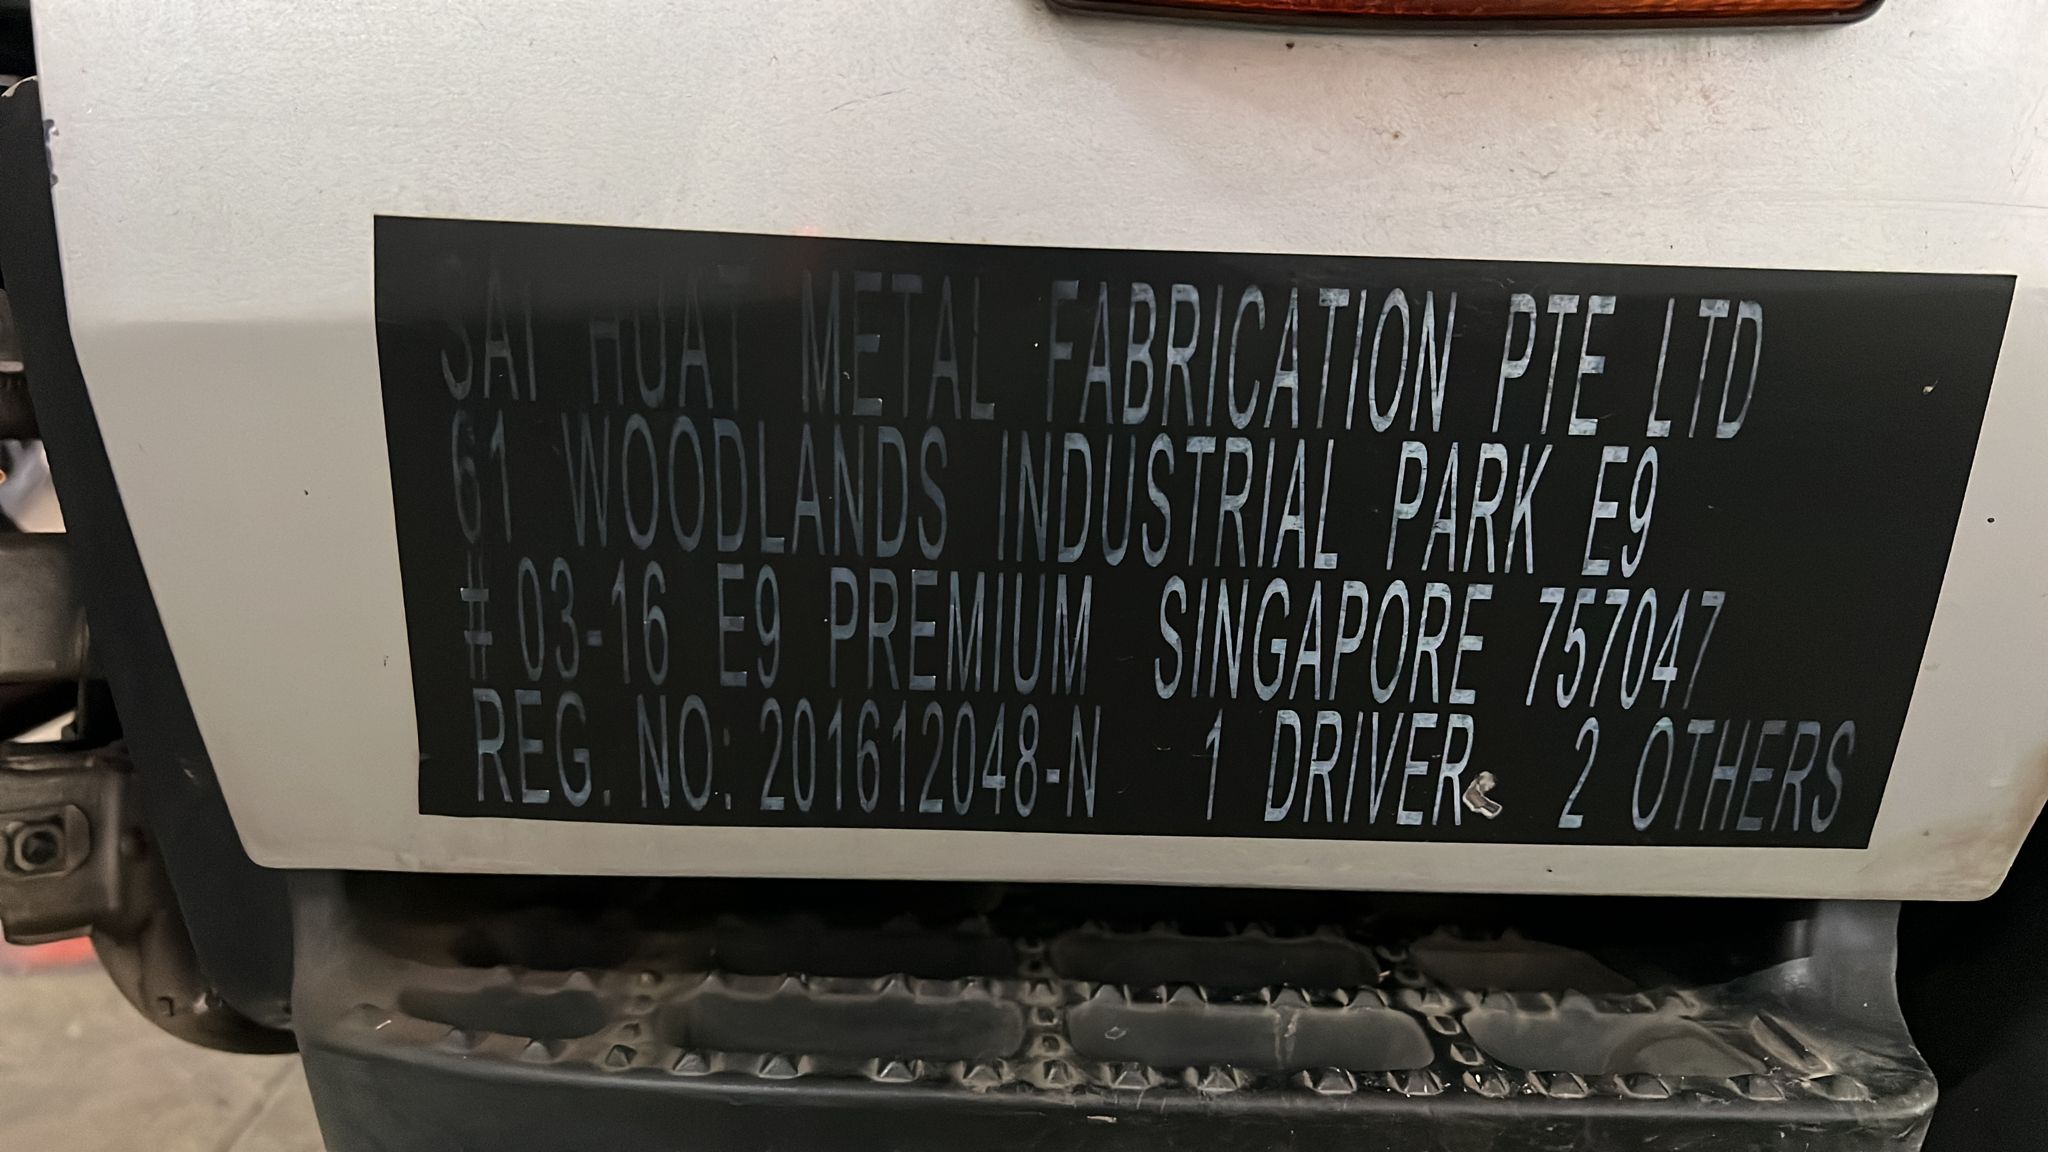 SAI HUAT METAL FABRICATION PTE LTD
61 WOODLANDS INDUSTRIAL PARK E9
# 03-16 E9 PREMIUM SINGAPORE 757047
REG. NO: 201612048-N 1 DRIVER 2 OTHERS